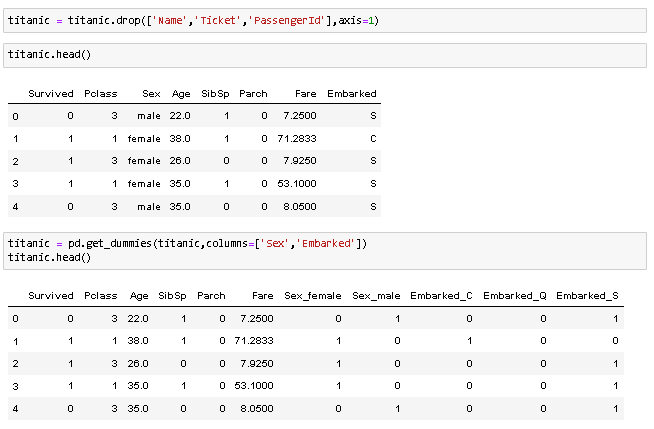 titanic = titanic.drop(['Name','Ticket','PassengerId'],axis=1)
titanic.head()
Survived Pclass Sex Age SibSp Parch Fare Embarked
0 0 3 male 22.0 1 0 7.2500 S
1 1 1 female 38.0 1 0 71.2833 C
2 1 3 female 26.0 0 0 7.9250 S
3 1 1 female 35.0 1 0 53.1000 S
4 0 3 male 35.0 0 0 8.0500 S
titanic = pd.get_dummies(titanic,columns=['Sex','Embarked'])
titanic.head()
Survived Pclass Age SibSp Parch Fare Sex_female Sex_male Embarked_C Embarked_Q Embarked_S
0 0 3 22.0 1 0 7.2500 0 1 0 0 1
1 1 1 38.0 1 0 71.2833 1 0 1 0 0
2 1 3 26.0 0 0 7.9250 1 0 0 0 1
3 1 1 35.0 1 0 53.1000 1 0 0 0 1
4 0 3 35.0 0 0 8.0500 0 1 0 0 1